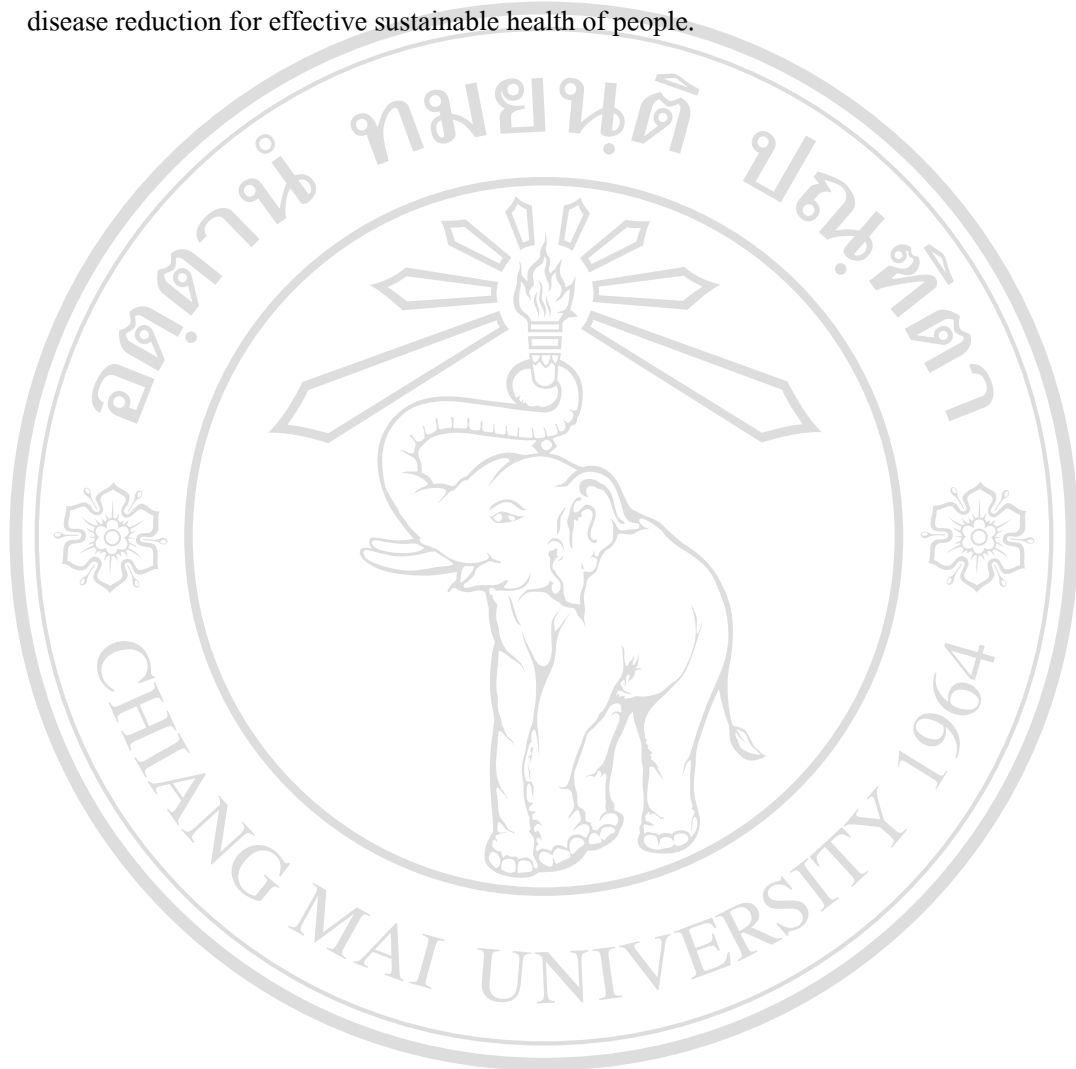 disease reduction for effective sustainable health of people.
อตฺตานํ ทมยนฺติ ปณฺฑิตา
CHIANG MAI UNIVERSITY 1964